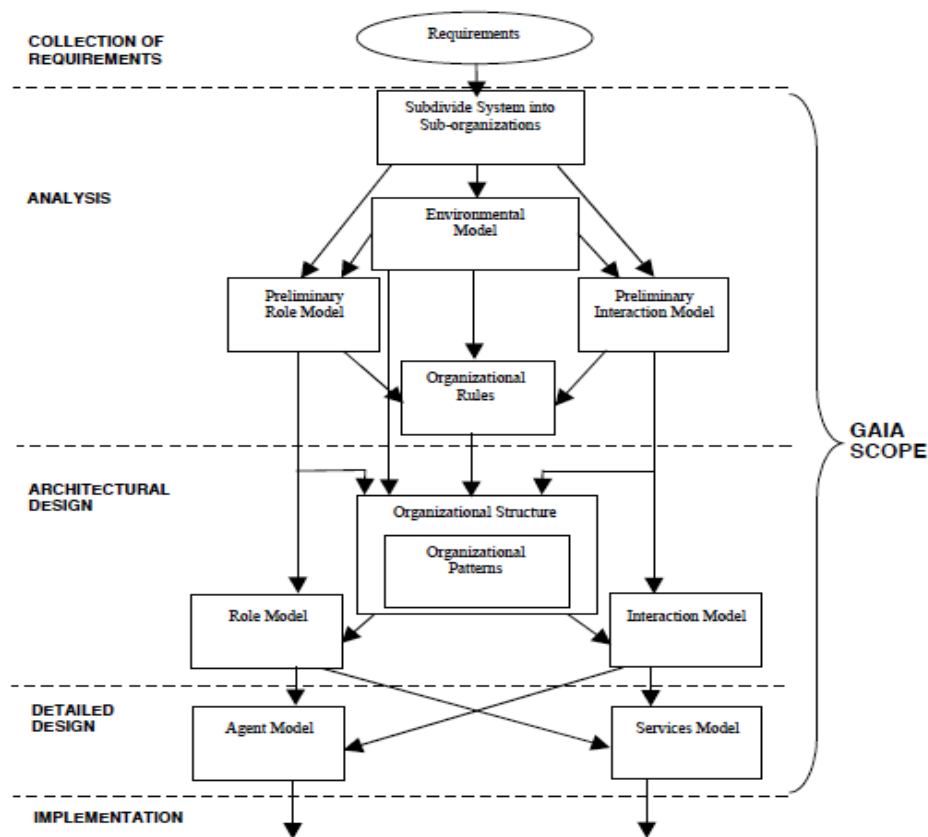 COLLECTION OF
REQUIREMENTS
Requirements
Subdivide System into
Sub-organizations
ANALYSIS
Environmental
Model
Preliminary
Role Model
Preliminary
Interaction Model
Organizational
Rules
GAIA
SCOPE
ARCHITECTURAL
DESIGN
Organizational Structure
Organizational
Patterns
Role Model
Interaction Model
DETAILED
DESIGN
Agent Model
Services Model
IMPLEMENTATION